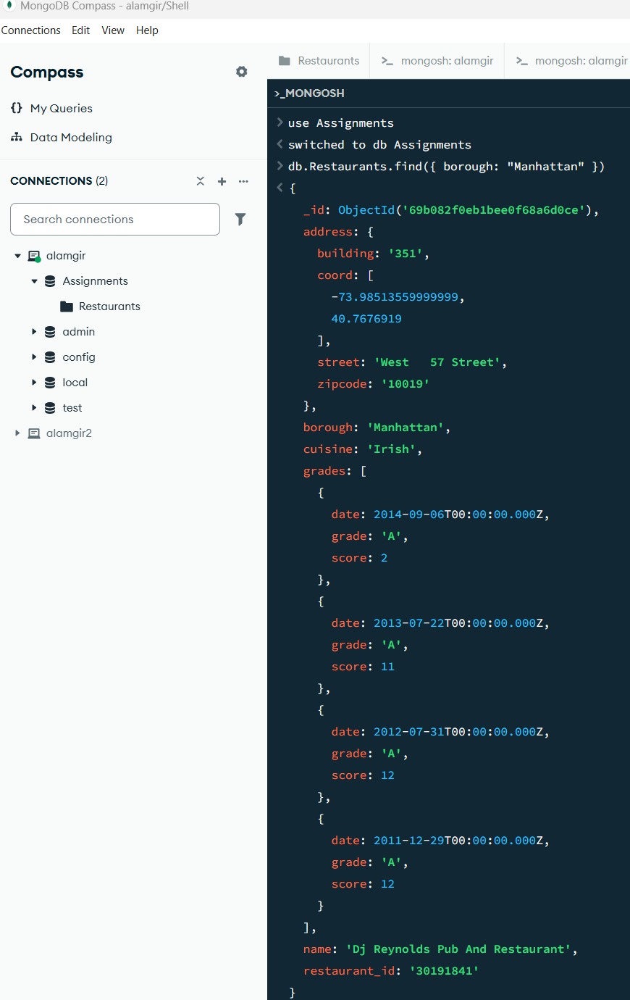 MongoDB Compass - alamgir/Shell
Connections Edit View Help
Compass
My Queries
Data Modeling
CONNECTIONS (2)
Search connections
alamgir
Assignments
Restaurants
admin
config
local
test
alamgir2
Restaurants
mongosh: alamgir
mongosh: alamgir
>_MONGOSH
> use Assignments
< switched to db Assignments
> db.Restaurants.find({ borough: "Manhattan" })
< {
_id: ObjectId('69b082f0eb1bee0f68a6d0ce'),
address: {
building: '351',
coord: [
-73.98513559999999,
40.7676919
],
street: 'West   57 Street',
zipcode: '10019'
},
borough: 'Manhattan',
cuisine: 'Irish',
grades: [
{
date: 2014-09-06T00:00:00.000Z,
grade: 'A',
score: 2
},
{
date: 2013-07-22T00:00:00.000Z,
grade: 'A',
score: 11
},
{
date: 2012-07-31T00:00:00.000Z,
grade: 'A',
score: 12
},
{
date: 2011-12-29T00:00:00.000Z,
grade: 'A',
score: 12
}
],
name: 'Dj Reynolds Pub And Restaurant',
restaurant_id: '30191841'
}